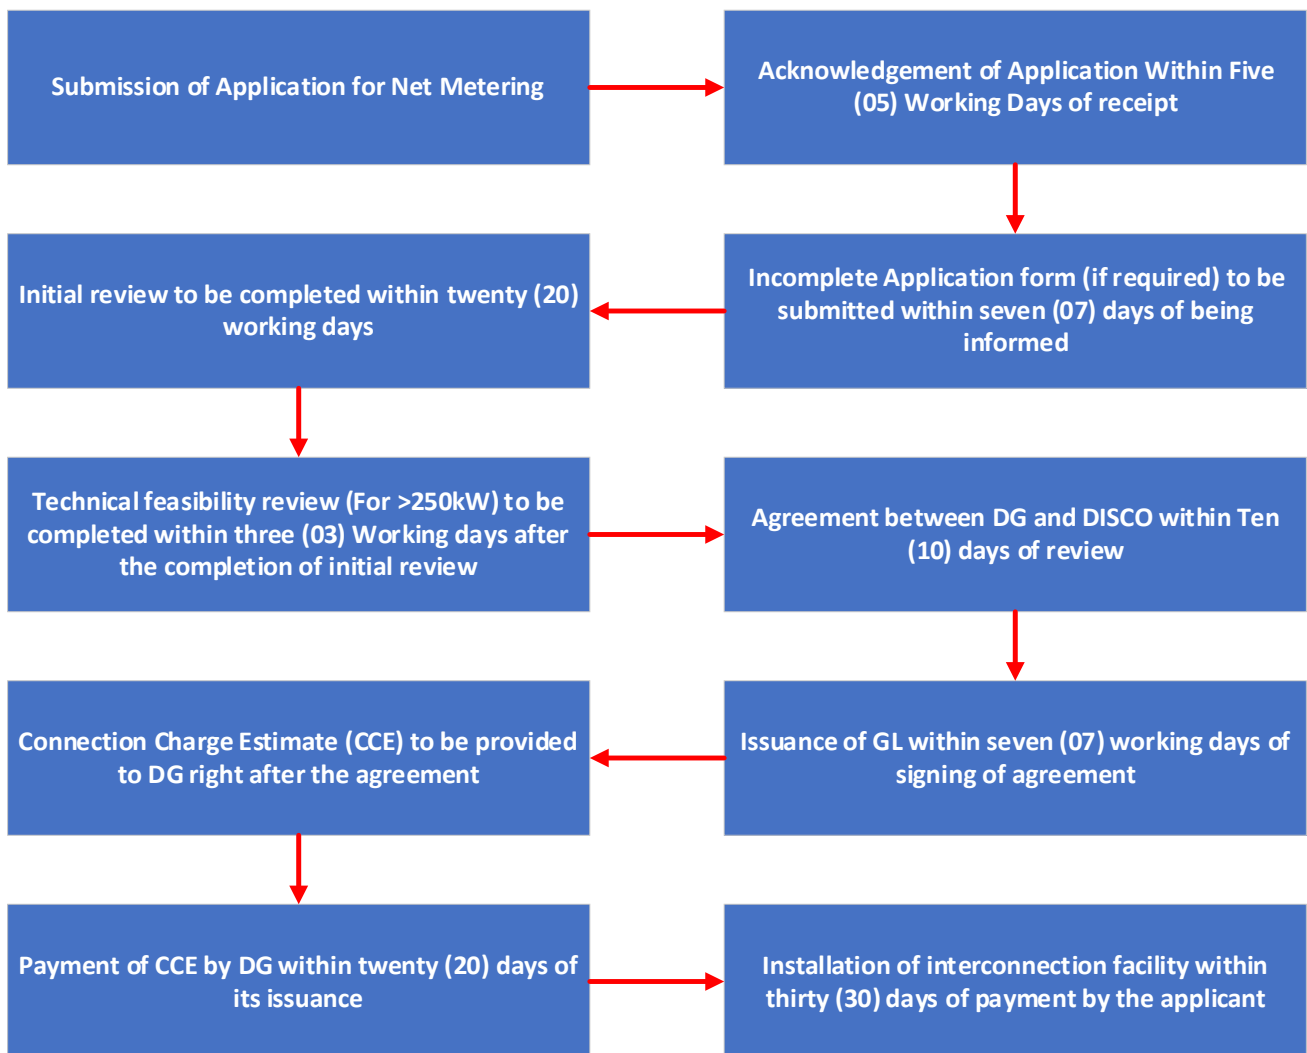 Submission of Application for Net Metering
Acknowledgement of Application Within Five
(05) Working Days of receipt
Incomplete Application form (if required) to be
submitted within seven (07) days of being
informed
Initial review to be completed within twenty (20)
working days
Technical feasibility review (For >250kW) to be
completed within three (03) Working days after
the completion of initial review
Agreement between DG and DISCO within Ten
(10) days of review
Issuance of GL within seven (07) working days of
signing of agreement
Connection Charge Estimate (CCE) to be provided
to DG right after the agreement
Payment of CCE by DG within twenty (20) days of
its issuance
Installation of interconnection facility within
thirty (30) days of payment by the applicant